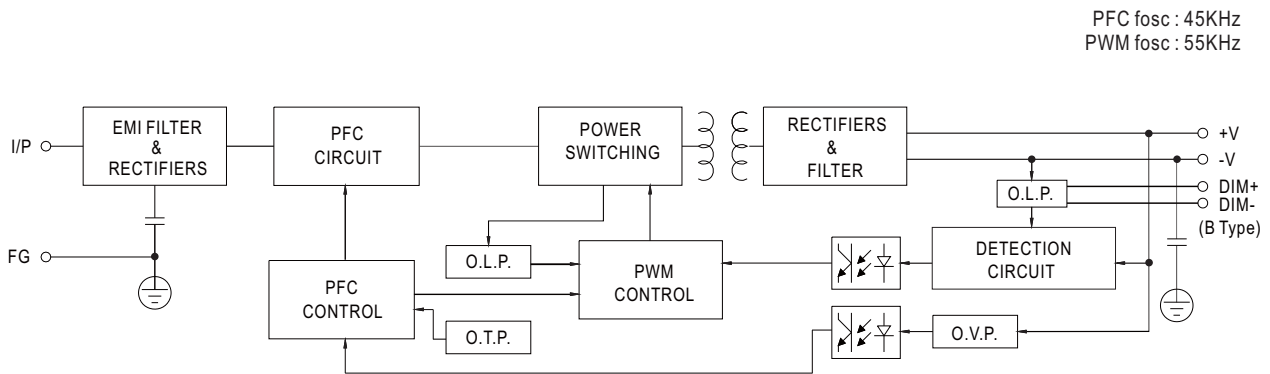 PFC fosc : 45KHz
PWM fosc : 55KHz
I/P
EMI FILTER
&
RECTIFIERS
PFC
CIRCUIT
POWER
SWITCHING
RECTIFIERS
&
FILTER
+V
-V
DIM+
DIM-
(B Type)
O.L.P.
FG
O.L.P.
PWM
CONTROL
DETECTION
CIRCUIT
PFC
CONTROL
O.T.P.
O.V.P.